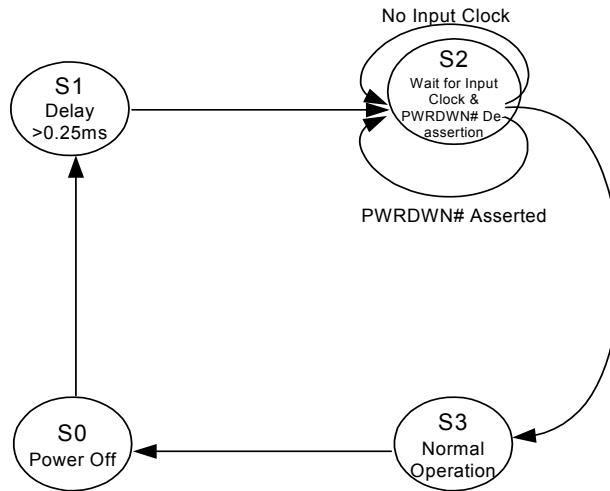 No Input Clock
S1
Delay
>0.25ms
S2
Wait for Input
Clock &
PWRDWN# De-
assertion
PWRDWN# Asserted
S0
Power Off
S3
Normal
Operation